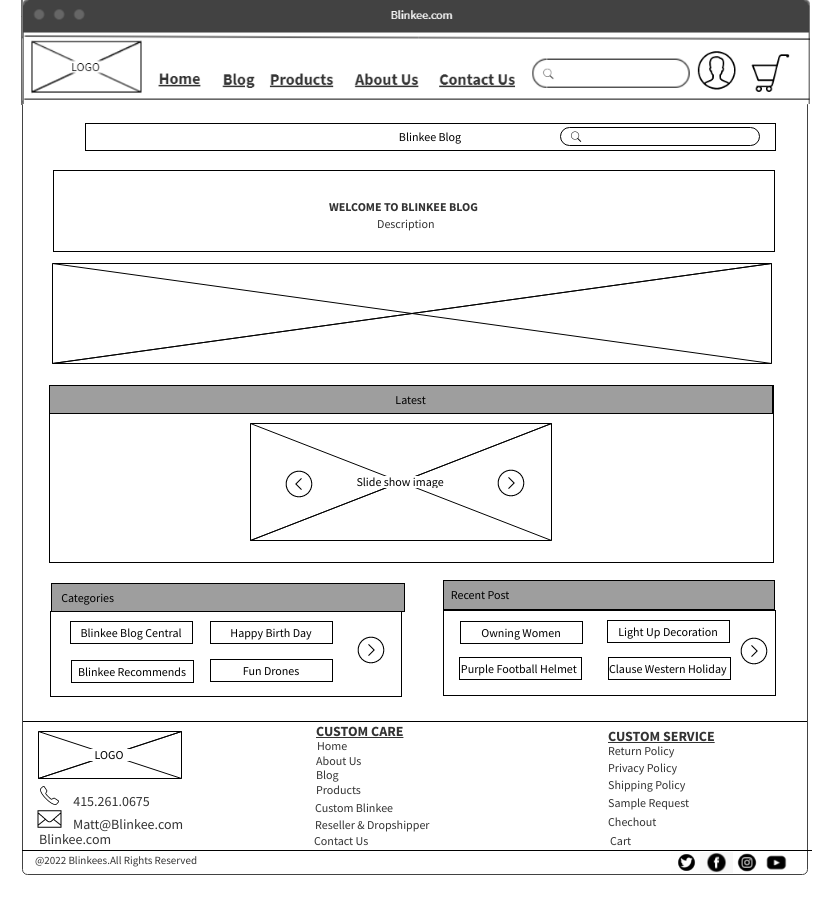 Blinkee.com
LOGO
Home Blog Products About Us Contact Us
Blinkee Blog
WELCOME TO BLINKEE BLOG
Description
Latest
Slide show image
Categories
Blinkee Blog Central Happy Birth Day
Blinkee Recommends Fun Drones
Recent Post
Owning Women Light Up Decoration
Purple Football Helmet Clause Western Holiday
LOGO
415.261.0675
Matt@Blinkee.com
Blinkee.com
CUSTOM CARE
Home
About Us
Blog
Products
Custom Blinkee
Reseller & Dropshipper
Contact Us
CUSTOM SERVICE
Return Policy
Privacy Policy
Shipping Policy
Sample Request
Chechout
Cart
@2022 Blinkees.All Rights Reserved